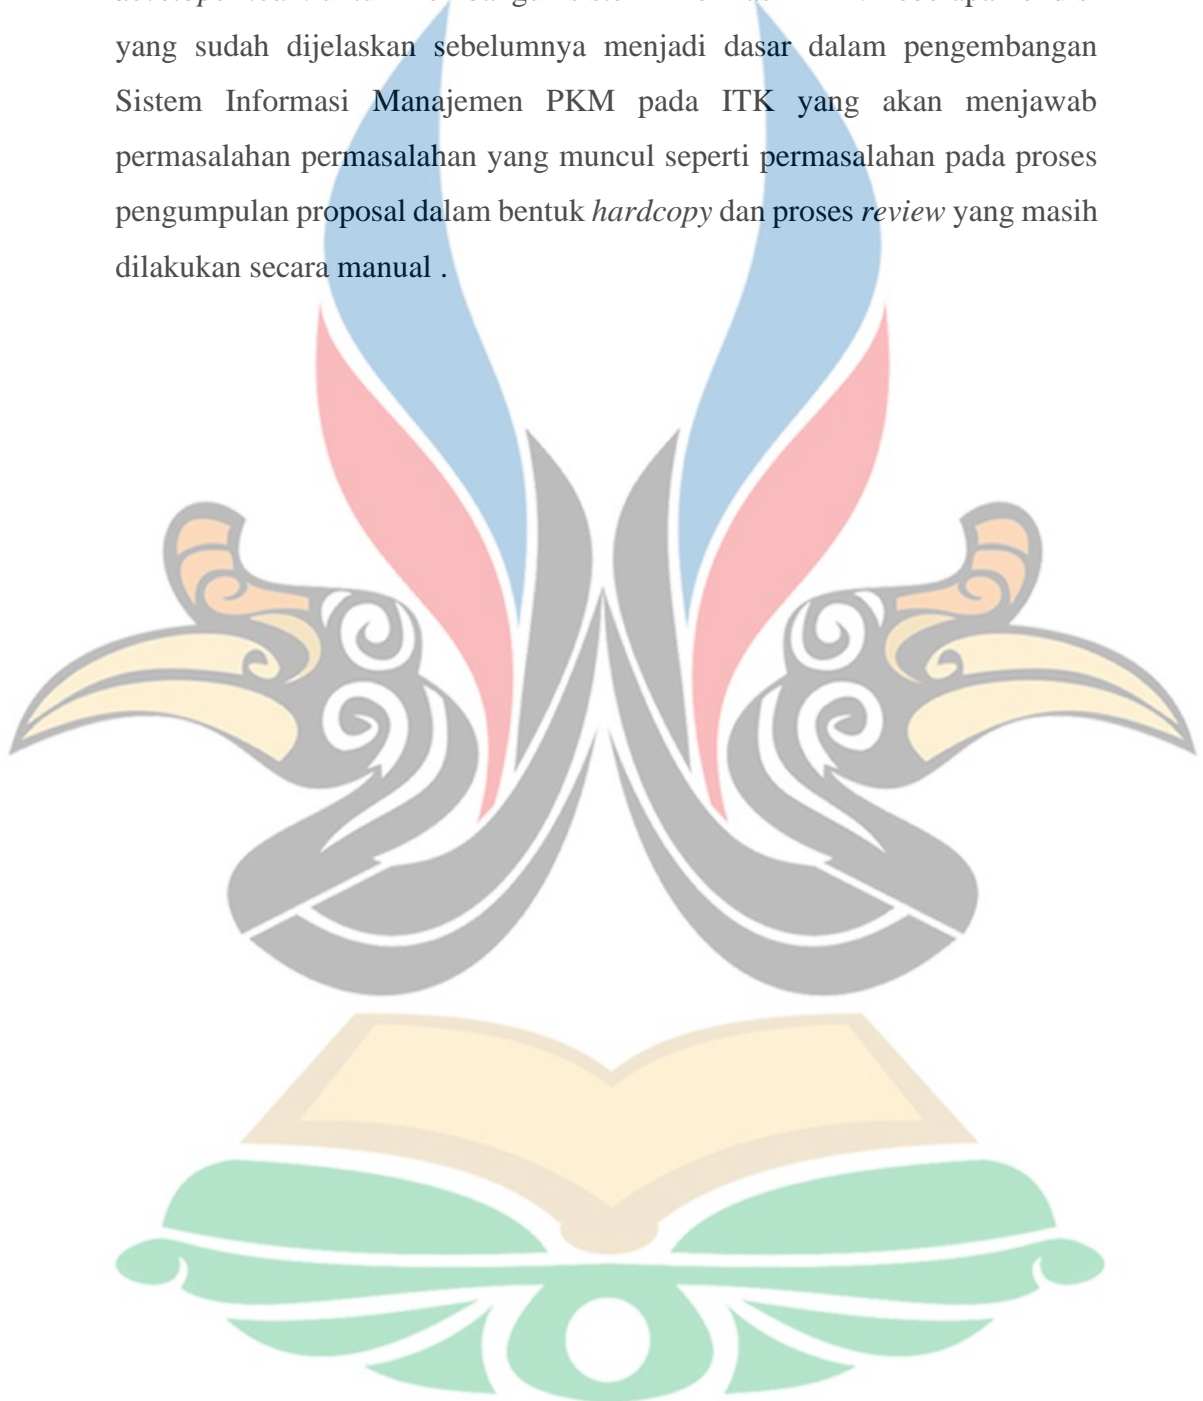 yang sudah dijelaskan sebelumnya menjadi dasar dalam pengembangan
Sistem Informasi Manajemen PKM pada ITK yang akan menjawab
permasalahan permasalahan yang muncul seperti permasalahan pada proses
pengumpulan proposal dalam bentuk hardcopy dan proses review yang masih
dilakukan secara manual .